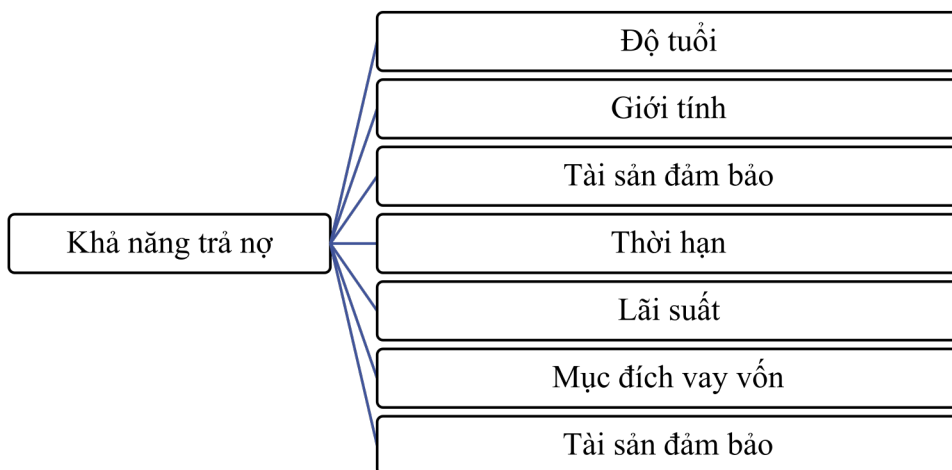 Độ tuổi
Giới tính
Tài sản đảm bảo
Khả năng trả nợ
Thời hạn
Lãi suất
Mục đích vay vốn
Tài sản đảm bảo